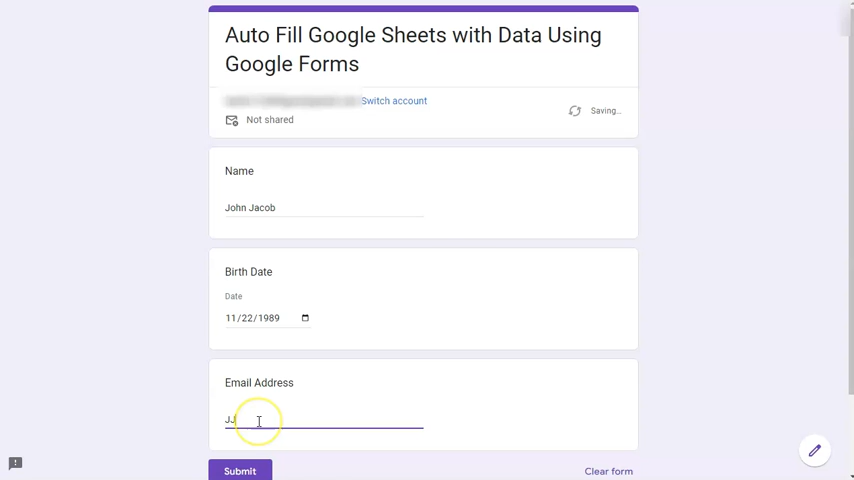 Auto Fill Google Sheets with Data Using
Google Forms
Switch account
Saving...
Not shared
Name
John Jacob
Birth Date
Date
11/22/1989
Email Address
JJ
Submit
Clear form